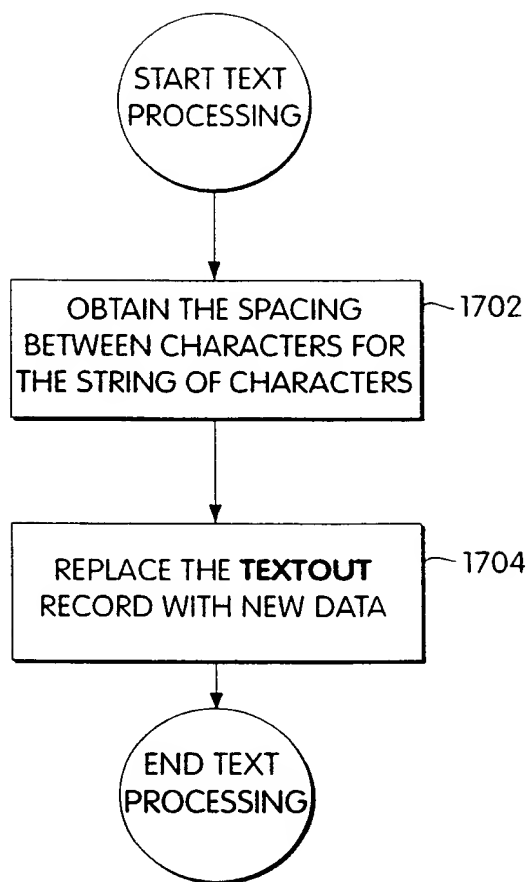 START TEXT
PROCESSING
OBTAIN THE SPACING
BETWEEN CHARACTERS FOR
THE STRING OF CHARACTERS
1702
REPLACE THE TEXTOUT
RECORD WITH NEW DATA
1704
END TEXT
PROCESSING